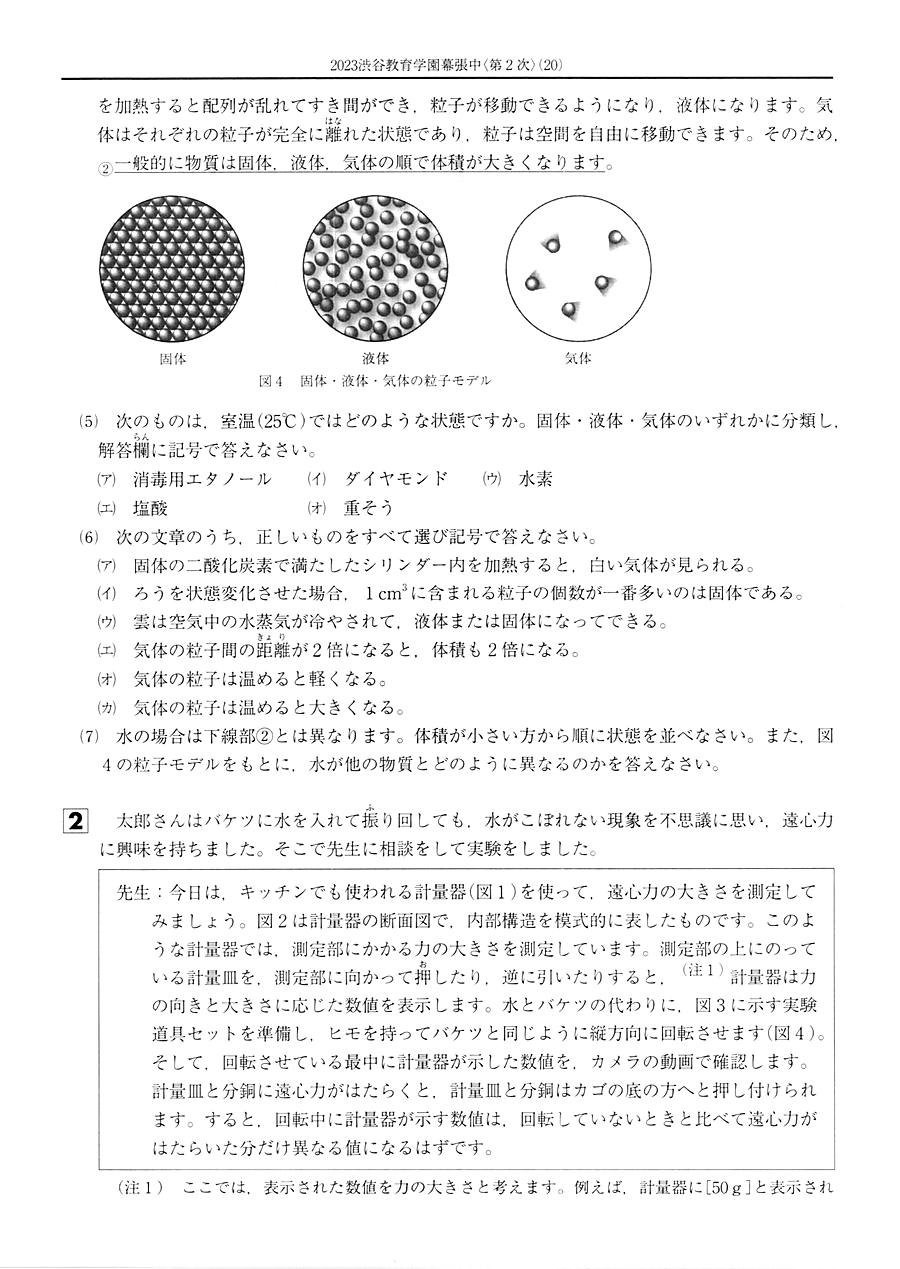 2023渋谷教育学園幕張中〈第2次〉(20)
を加熱すると配列が乱れてすき間ができ，粒子が移動できるようになり，液体になります。気
体はそれぞれの粒子が完全に離れた状態であり，粒子は空間を自由に移動できます。そのため，
②一般的に物質は固体，液体，気体の順で体積が大きくなります。
固体 液体 気体
図4 固体・液体・気体の粒子モデル
(5) 次のものは，室温(25℃)ではどのような状態ですか。固体・液体・気体のいずれかに分類し，
解答欄に記号で答えなさい。
(ア) 消毒用エタノール (イ) ダイヤモンド (ウ) 水素
(エ) 塩酸 (オ) 重そう
(6) 次の文章のうち，正しいものをすべて選び記号で答えなさい。
(ア) 固体の二酸化炭素で満たしたシリンダー内を加熱すると，白い気体が見られる。
(イ) ろうを状態変化させた場合，1cm³に含まれる粒子の個数が一番多いのは固体である。
(ウ) 雲は空気中の水蒸気が冷やされて，液体または固体になってできる。
(エ) 気体の粒子間の距離が2倍になると，体積も2倍になる。
(オ) 気体の粒子は温めると軽くなる。
(カ) 気体の粒子は温めると大きくなる。
(7) 水の場合は下線部②とは異なります。体積が小さい方から順に状態を並べなさい。また，図
4の粒子モデルをもとに，水が他の物質とどのように異なるのかを答えなさい。
2 太郎さんはバケツに水を入れて振り回しても，水がこぼれない現象を不思議に思い，遠心力
に興味を持ちました。そこで先生に相談をして実験をしました。
先生：今日は，キッチンでも使われる計量器(図1)を使って，遠心力の大きさを測定して
みましょう。図2は計量器の断面図で，内部構造を模式的に表したものです。このよ
うな計量器では，測定部にかかる力の大きさを測定しています。測定部の上にのって
いる計量皿を，測定部に向かって押したり，逆に引いたりすると，(注1)計量器は力
の向きと大きさに応じた数値を表示します。水とバケツの代わりに，図3に示す実験
道具セットを準備し，ヒモを持ってバケツと同じように縦方向に回転させます(図4)。
そして，回転させている最中に計量器が示した数値を，カメラの動画で確認します。
計量皿と分銅に遠心力がはたらくと，計量皿と分銅はカゴの底の方へと押し付けられ
ます。すると，回転中に計量器が示す数値は，回転していないときと比べて遠心力が
はたらいた分だけ異なる値になるはずです。
(注1) ここでは，表示された数値を力の大きさと考えます。例えば，計量器に[50g]と表示され